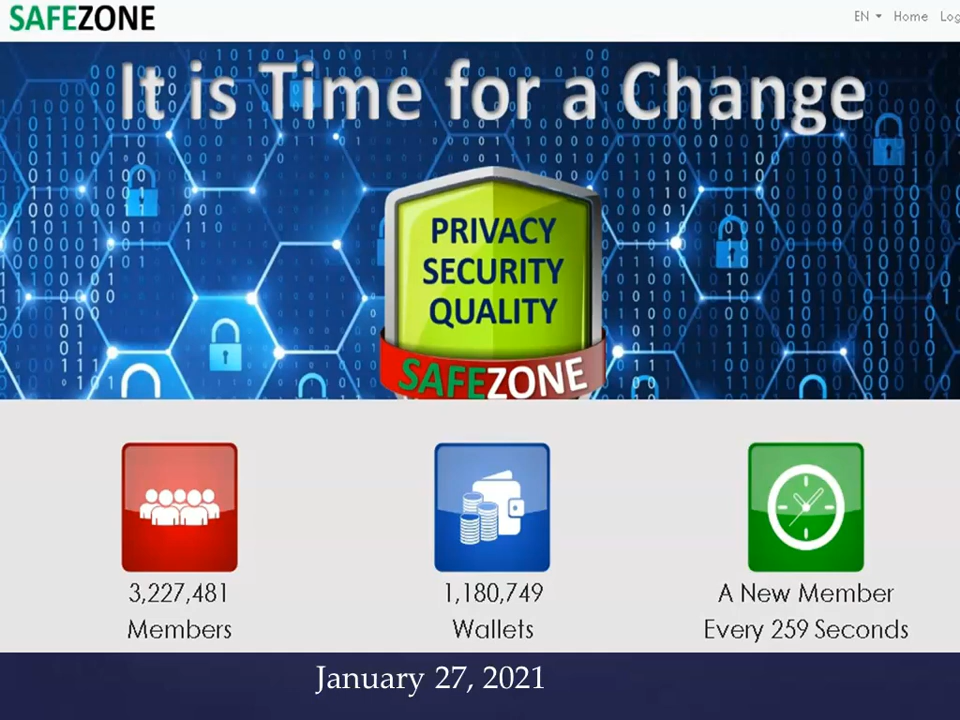 SAFEZONE
EN Home
It is Time for a Change
PRIVACY
SECURITY
QUALITY
SAFEZONE
3,227,481
Members
1,180,749
Wallets
A New Member
Every 259 Seconds
January 27, 2021